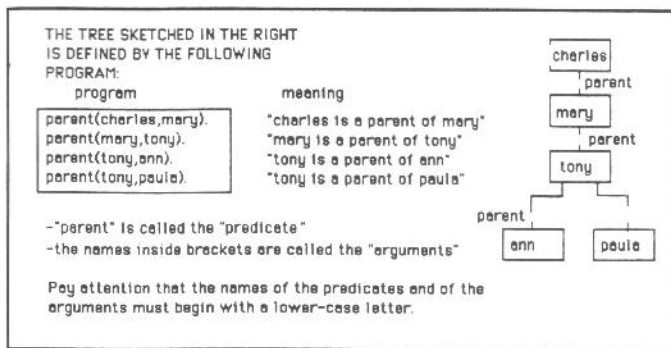 THE TREE SKETCHED IN THE RIGHT
IS DEFINED BY THE FOLLOWING
PROGRAM:
program meaning
parent(charles,mary). "charles is a parent of mary"
parent(mary,tony). "mary is a parent of tony"
parent(tony,ann). "tony is a parent of ann"
parent(tony,paula). "tony is a parent of paula"
-"parent" is called the "predicate"
-the names inside brackets are called the "arguments"
Pay attention that the names of the predicates and of the
arguments must begin with a lower-case letter.
charles
parent
mary
parent
tony
parent
ann paula